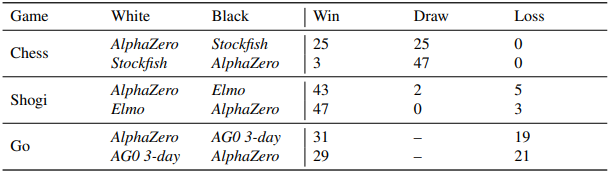 Game White Black Win Draw Loss
Chess AlphaZero Stockfish 25 25 0
Stockfish AlphaZero 3 47 0
Shogi AlphaZero Elmo 43 2 5
Elmo AlphaZero 47 0 3
Go AlphaZero AG0 3-day 31 – 19
AG0 3-day AlphaZero 29 – 21